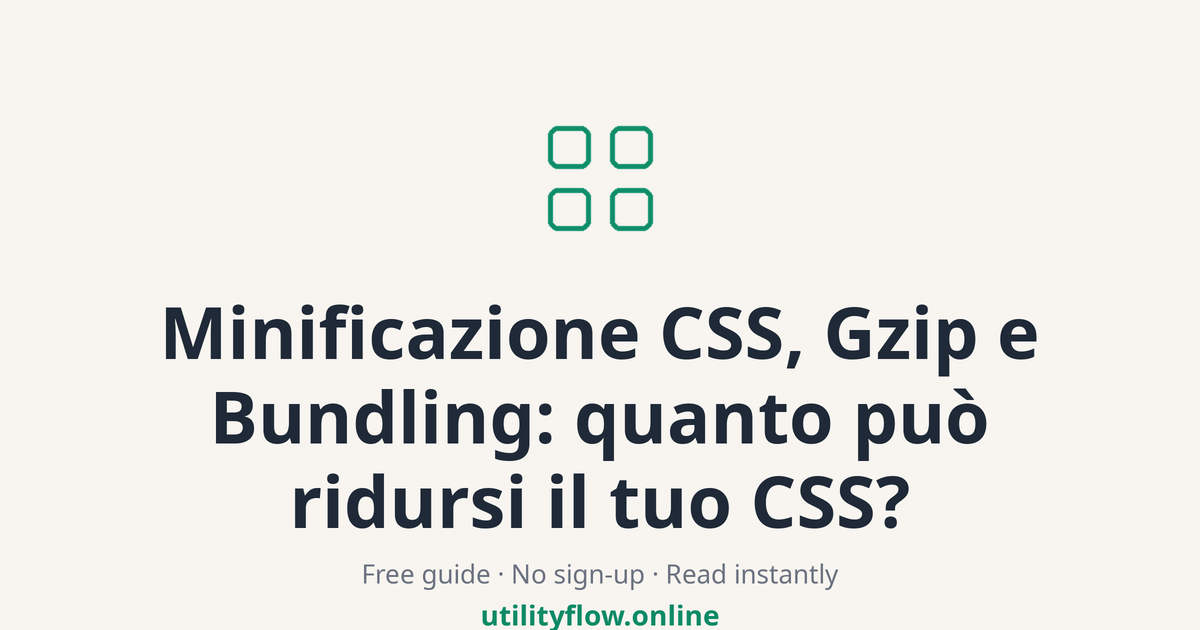 Minificazione CSS, Gzip e
Bundling: quanto può
ridursi il tuo CSS?
Free guide · No sign-up · Read instantly
utilityflow.online